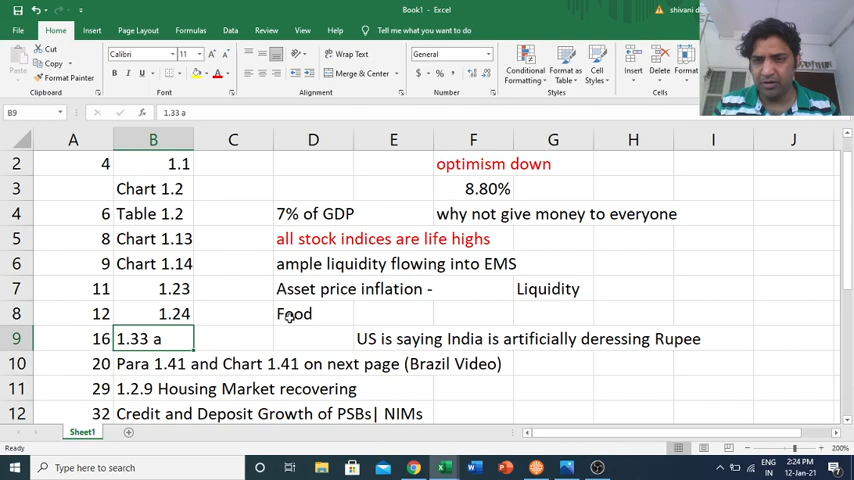 Book1 - Excel
shivani d
File Home Insert Page Layout Formulas Data Review View Help Tell me what you want to do
Cut
Copy
Format Painter
Paste
Clipboard
Calibri 11
B I U
Font
Wrap Text
Merge & Center
Alignment
General
$ % ,
Number
Conditional Formatting
Format as Table
Cell Styles
Styles
Insert Delete Format
Cells
B9 fx 1.33 a
A B C D E F G H I J
2 4 1.1 optimism down
3 Chart 1.2 8.80%
4 6 Table 1.2 7% of GDP why not give money to everyone
5 8 Chart 1.13 all stock indices are life highs
6 9 Chart 1.14 ample liquidity flowing into EMS
7 11 1.23 Asset price inflation - Liquidity
8 12 1.24 Food
9 16 1.33 a US is saying India is artificially deressing Rupee
10 20 Para 1.41 and Chart 1.41 on next page (Brazil Video)
11 29 1.2.9 Housing Market recovering
12 32 Credit and Deposit Growth of PSBs| NIMs
Sheet1
Ready 200%
Type here to search
ENG
IN
2:24 PM
12-Jan-21